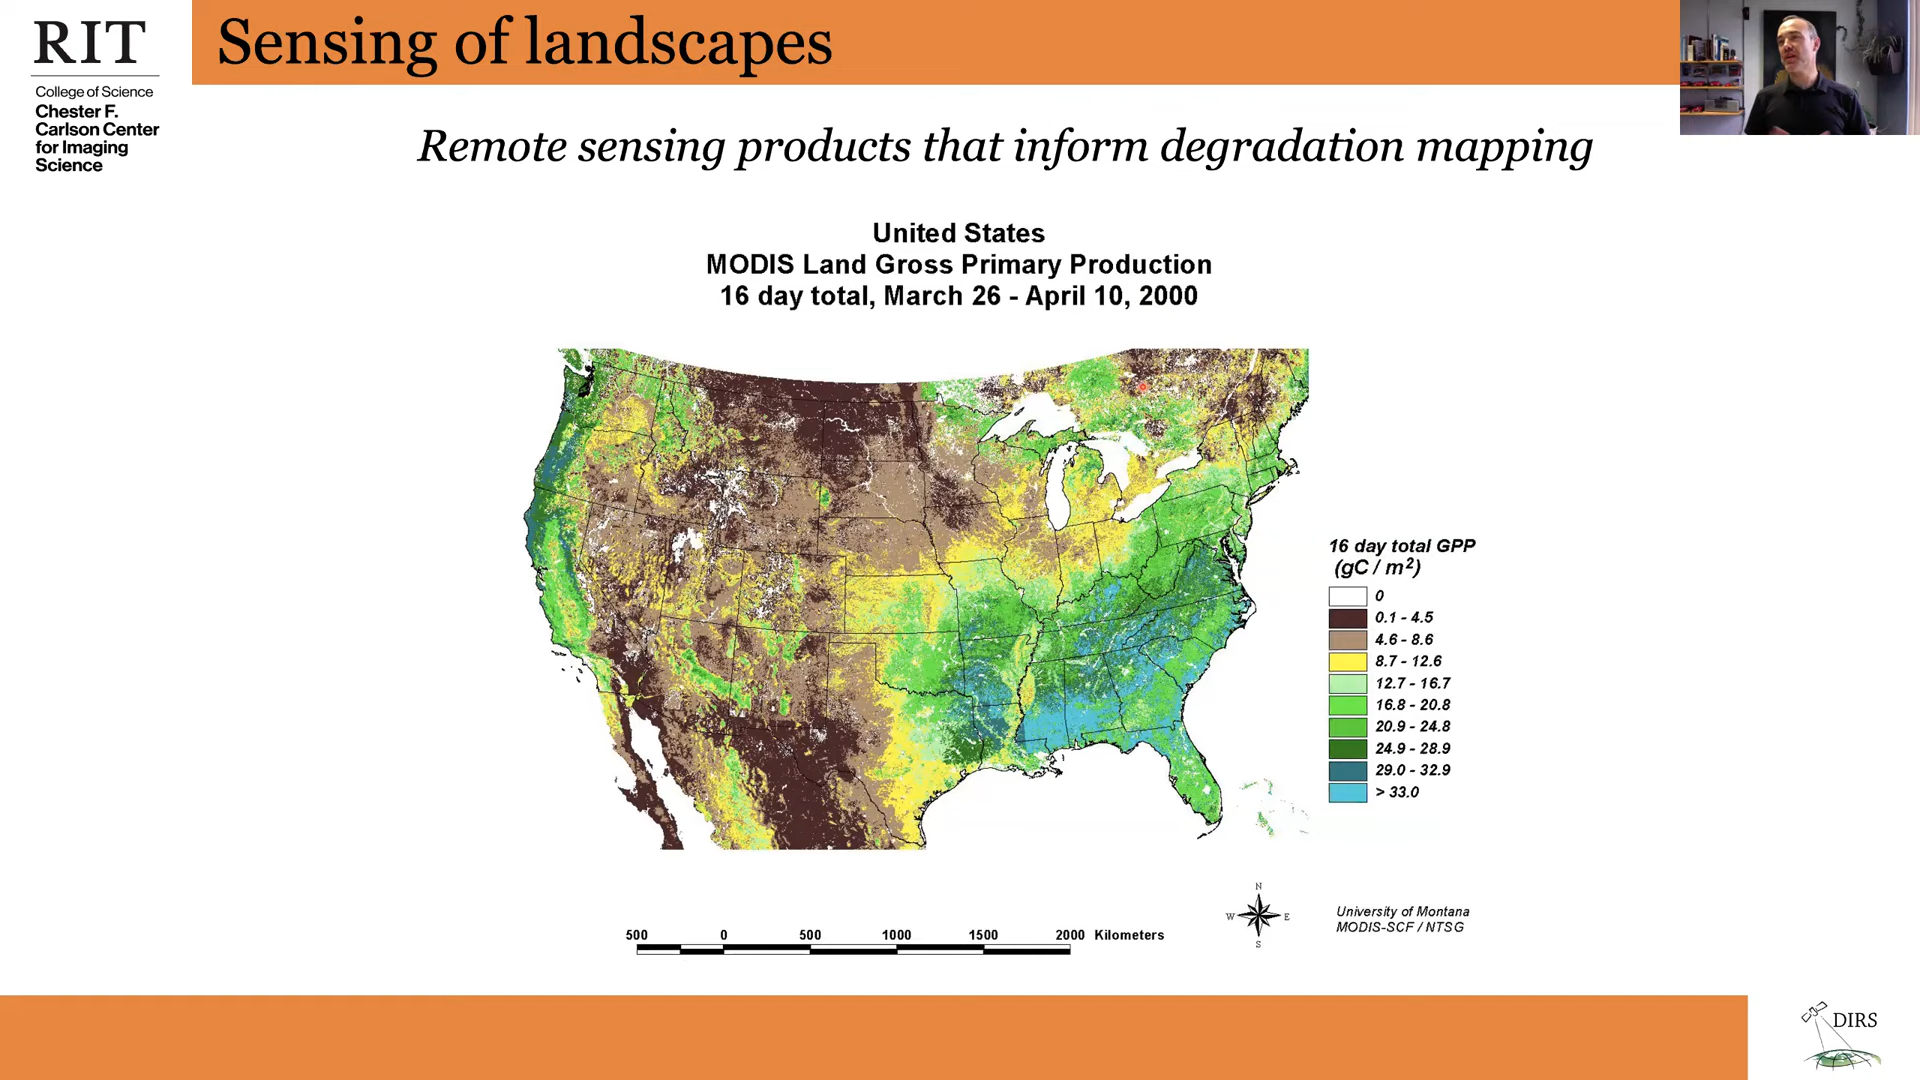 RIT
College of Science
Chester F.
Carlson Center
for Imaging
Science
Sensing of landscapes
Remote sensing products that inform degradation mapping
United States
MODIS Land Gross Primary Production
16 day total, March 26 - April 10, 2000
16 day total GPP
(gC / m²)
0
0.1 - 4.5
4.6 - 8.6
8.7 - 12.6
12.7 - 16.7
16.8 - 20.8
20.9 - 24.8
24.9 - 28.9
29.0 - 32.9
> 33.0
N
W E
S
University of Montana
MODIS-SCF / NTSG
500 0 500 1000 1500 2000 Kilometers
DIRS